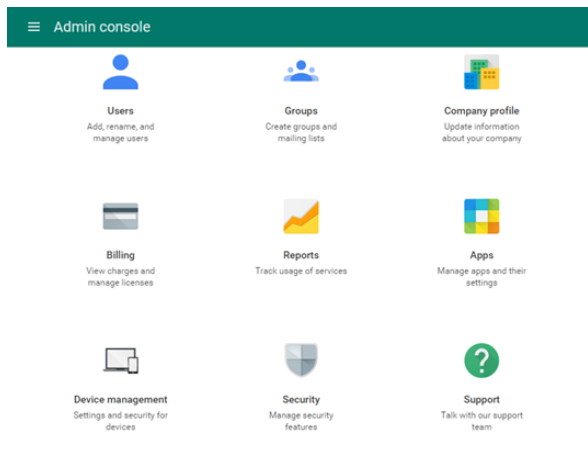 Admin console
Users
Add, rename, and
manage users
Groups
Create groups and
mailing lists
Company profile
Update information
about your company
Billing
View charges and
manage licenses
Reports
Track usage of services
Apps
Manage apps and their
settings
Device management
Settings and security for
devices
Security
Manage security
features
Support
Talk with our support
team